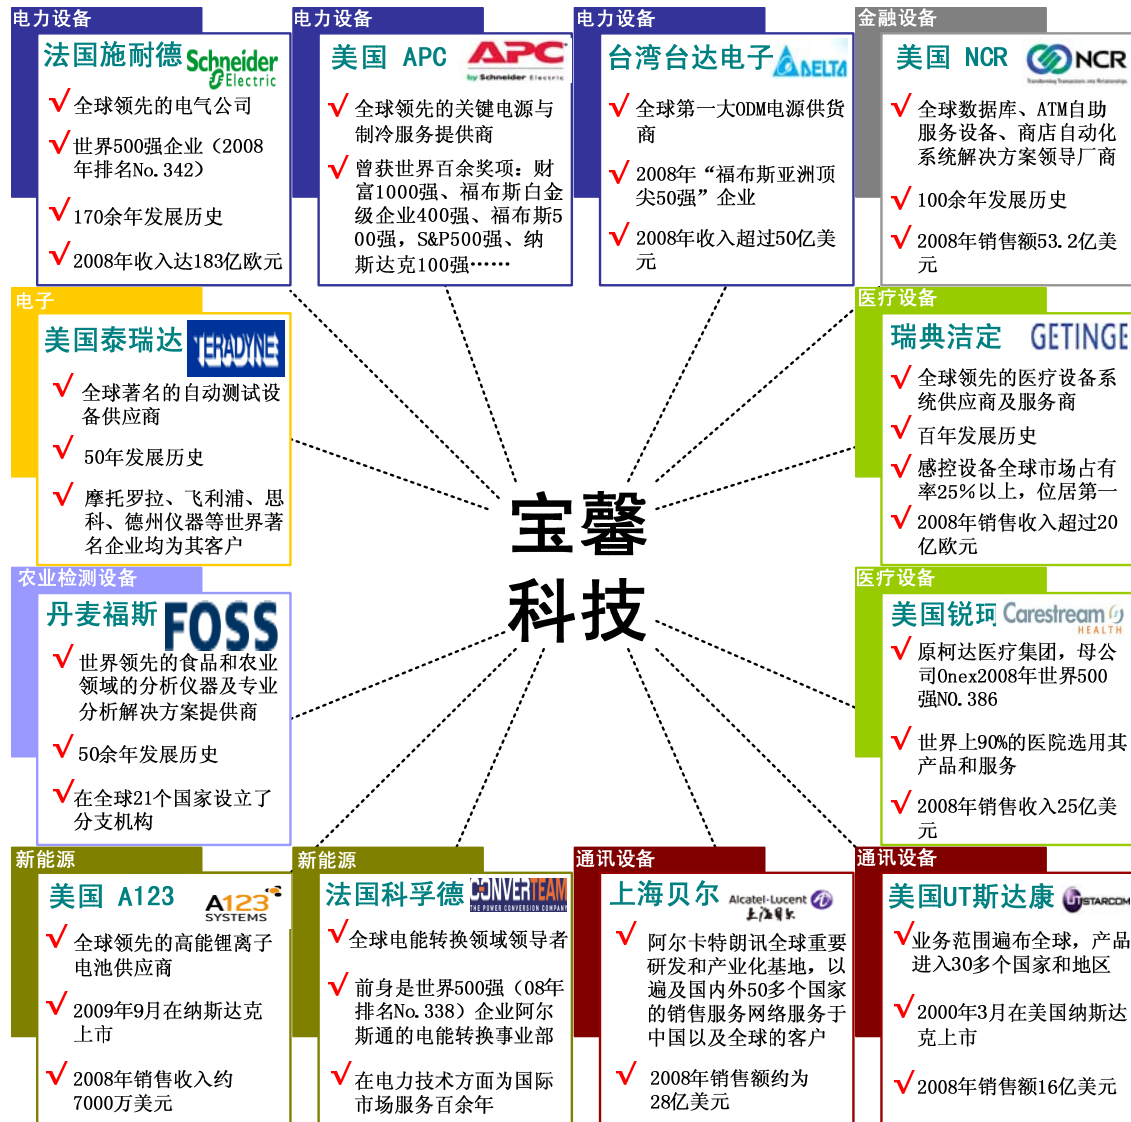 电力设备
法国施耐德
Schneider
Electric
√ 全球领先的电气公司
√ 世界500强企业（2008
年排名No.342）
√ 170余年发展历史
√ 2008年收入达183亿欧元
电力设备
美国 APC
APC
by Schneider Electric
√ 全球领先的关键电源与
制冷服务提供商
√ 曾获世界百余奖项：财
富1000强、福布斯白金
级企业400强、福布斯5
00强，S&P500强、纳
斯达克100强……
电力设备
台湾台达电子
DELTA
√ 全球第一大ODM电源供货
商
√ 2008年“福布斯亚洲顶
尖50强”企业
√ 2008年收入超过50亿美
元
金融设备
美国 NCR
NCR
Transforming Transactions into Relationships
√ 全球数据库、ATM自助
服务设备、商店自动化
系统解决方案领导厂商
√ 100余年发展历史
√ 2008年销售额53.2亿美
元
电子
美国泰瑞达
TERADYNE
√ 全球著名的自动测试设
备供应商
√ 50年发展历史
√ 摩托罗拉、飞利浦、思
科、德州仪器等世界著
名企业均为其客户
医疗设备
瑞典洁定
GETINGE
√ 全球领先的医疗设备系
统供应商及服务商
√ 百年发展历史
√ 感控设备全球市场占有
率25%以上，位居第一
√ 2008年销售收入超过20
亿欧元
宝馨
科技
农业检测设备
丹麦福斯
FOSS
√ 世界领先的食品和农业
领域的分析仪器及专业
分析解决方案提供商
√ 50余年发展历史
√ 在全球21个国家设立了
分支机构
医疗设备
美国锐珂
Carestream
HEALTH
√ 原柯达医疗集团，母公
司Onex2008年世界500
强NO.386
√ 世界上90%的医院选用其
产品和服务
√ 2008年销售收入25亿美
元
新能源
美国 A123
A123
SYSTEMS
√ 全球领先的高能锂离子
电池供应商
√ 2009年9月在纳斯达克
上市
√ 2008年销售收入约
7000万美元
新能源
法国科孚德
CONVERTEAM
THE POWER CONVERSION COMPANY
√ 全球电能转换领域领导者
√ 前身是世界500强（08年
排名No.338）企业阿尔
斯通的电能转换事业部
√ 在电力技术方面为国际
市场服务百余年
通讯设备
上海贝尔
Alcatel-Lucent
上海贝尔
√ 阿尔卡特朗讯全球重要
研发和产业化基地，以
遍及国内外50多个国家
的销售服务网络服务于
中国以及全球的客户
√ 2008年销售额约为
28亿美元
通讯设备
美国UT斯达康
UTSTARCOM
√ 业务范围遍布全球，产品
进入30多个国家和地区
√ 2000年3月在美国纳斯达
克上市
√ 2008年销售额16亿美元